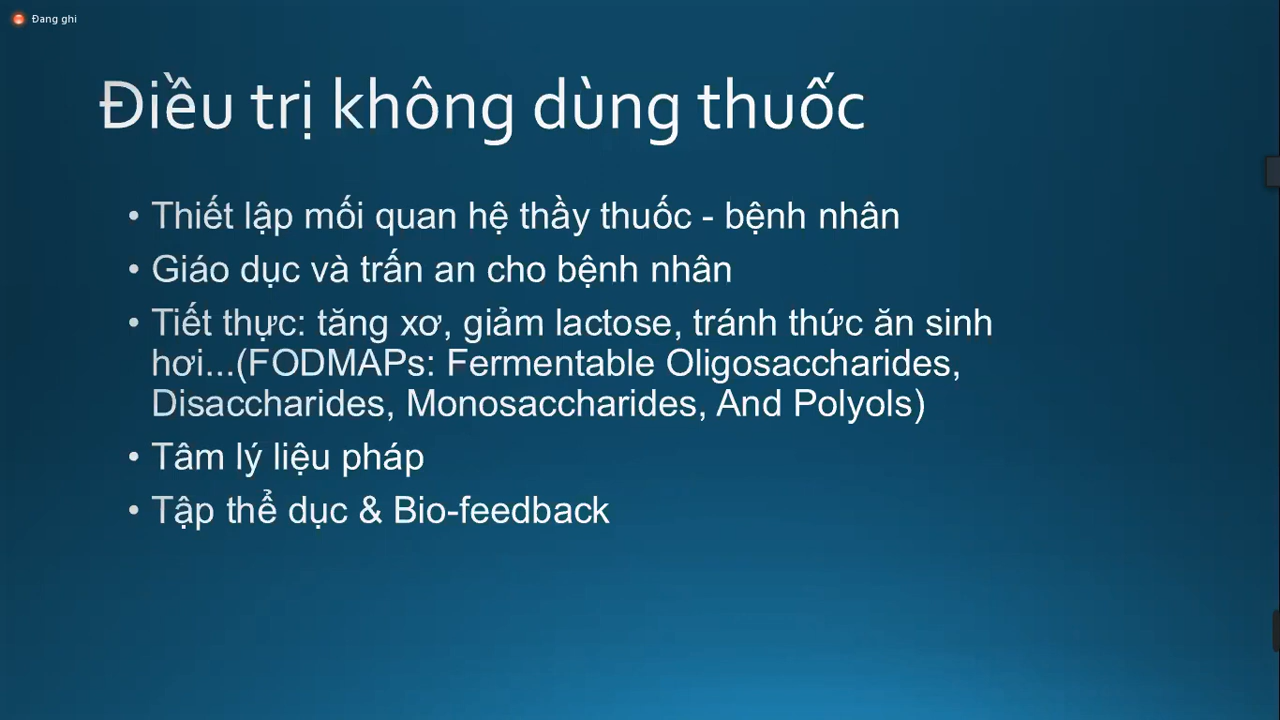 Đang ghi
Điều trị không dùng thuốc
• Thiết lập mối quan hệ thầy thuốc - bệnh nhân
• Giáo dục và trấn an cho bệnh nhân
• Tiết thực: tăng xơ, giảm lactose, tránh thức ăn sinh
hơi...(FODMAPs: Fermentable Oligosaccharides,
Disaccharides, Monosaccharides, And Polyols)
• Tâm lý liệu pháp
• Tập thể dục & Bio-feedback